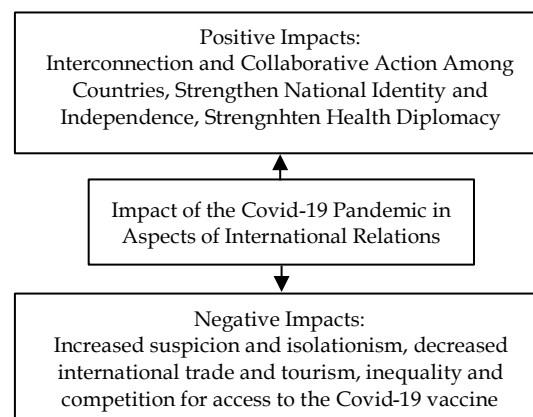 Positive Impacts:
Interconnection and Collaborative Action Among
Countries, Strengthen National Identity and
Independence, Strengnhten Health Diplomacy
Impact of the Covid-19 Pandemic in
Aspects of International Relations
Negative Impacts:
Increased suspicion and isolationism, decreased
international trade and tourism, inequality and
competition for access to the Covid-19 vaccine